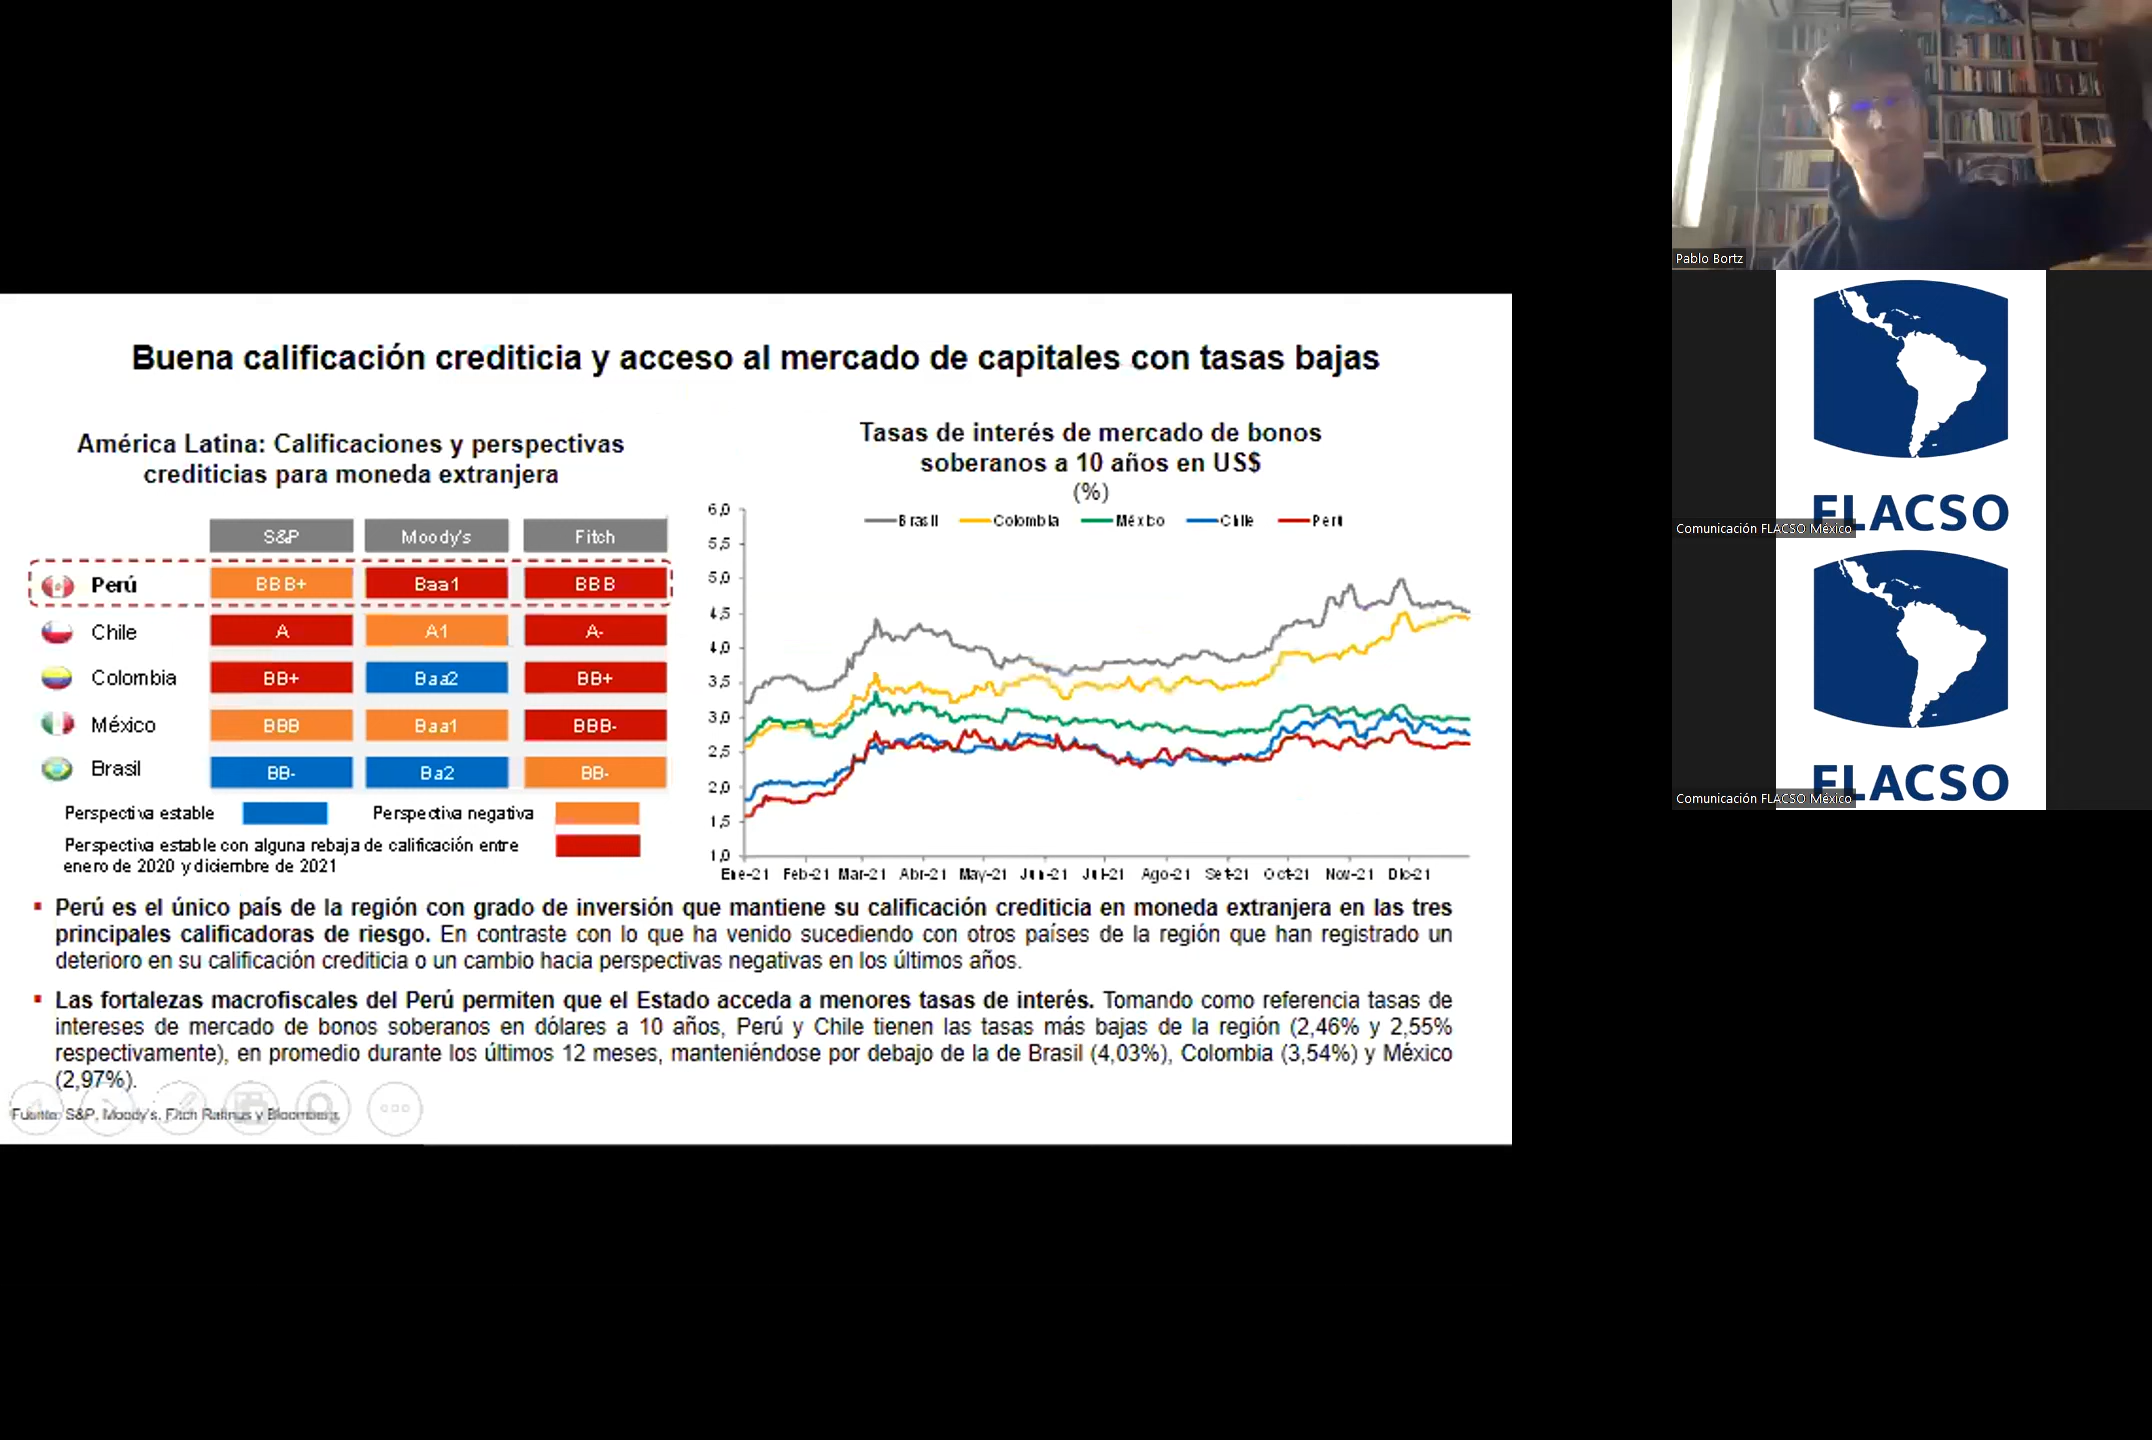 Buena calificación crediticia y acceso al mercado de capitales con tasas bajas
América Latina: Calificaciones y perspectivas
crediticias para moneda extranjera
S&P Moody's Fitch
Perú BBB+ Baa1 BBB
Chile A A1 A-
Colombia BB+ Baa2 BB+
México BBB Baa1 BBB-
Brasil BB- Ba2 BB-
Perspectiva estable Perspectiva negativa
Perspectiva estable con alguna rebaja de calificación entre
enero de 2020 y diciembre de 2021
Tasas de interés de mercado de bonos
soberanos a 10 años en US$
(%)
Brasil Colombia México Chile Perú
6,0
5,5
5,0
4,5
4,0
3,5
3,0
2,5
2,0
1,5
1,0
Ene-21 Feb-21 Mar-21 Abr-21 May-21 Jun-21 Jul-21 Ago-21 Set-21 Oct-21 Nov-21 Dic-21
▪ Perú es el único país de la región con grado de inversión que mantiene su calificación crediticia en moneda extranjera en las tres
principales calificadoras de riesgo. En contraste con lo que ha venido sucediendo con otros países de la región que han registrado un
deterioro en su calificación crediticia o un cambio hacia perspectivas negativas en los últimos años.
▪ Las fortalezas macrofiscales del Perú permiten que el Estado acceda a menores tasas de interés. Tomando como referencia tasas de
intereses de mercado de bonos soberanos en dólares a 10 años, Perú y Chile tienen las tasas más bajas de la región (2,46% y 2,55%
respectivamente), en promedio durante los últimos 12 meses, manteniéndose por debajo de la de Brasil (4,03%), Colombia (3,54%) y México
(2,97%).
Fuente: S&P, Moody's, Fitch Ratings y Bloomberg.
Pablo Bortz
FLACSO
Comunicación FLACSO México
FLACSO
Comunicación FLACSO México